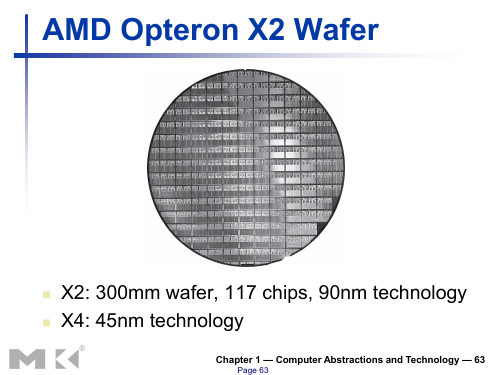 AMD Opteron X2 Wafer
X2: 300mm wafer, 117 chips, 90nm technology
X4: 45nm technology
MK®
Chapter 1 — Computer Abstractions and Technology — 63
Page 63